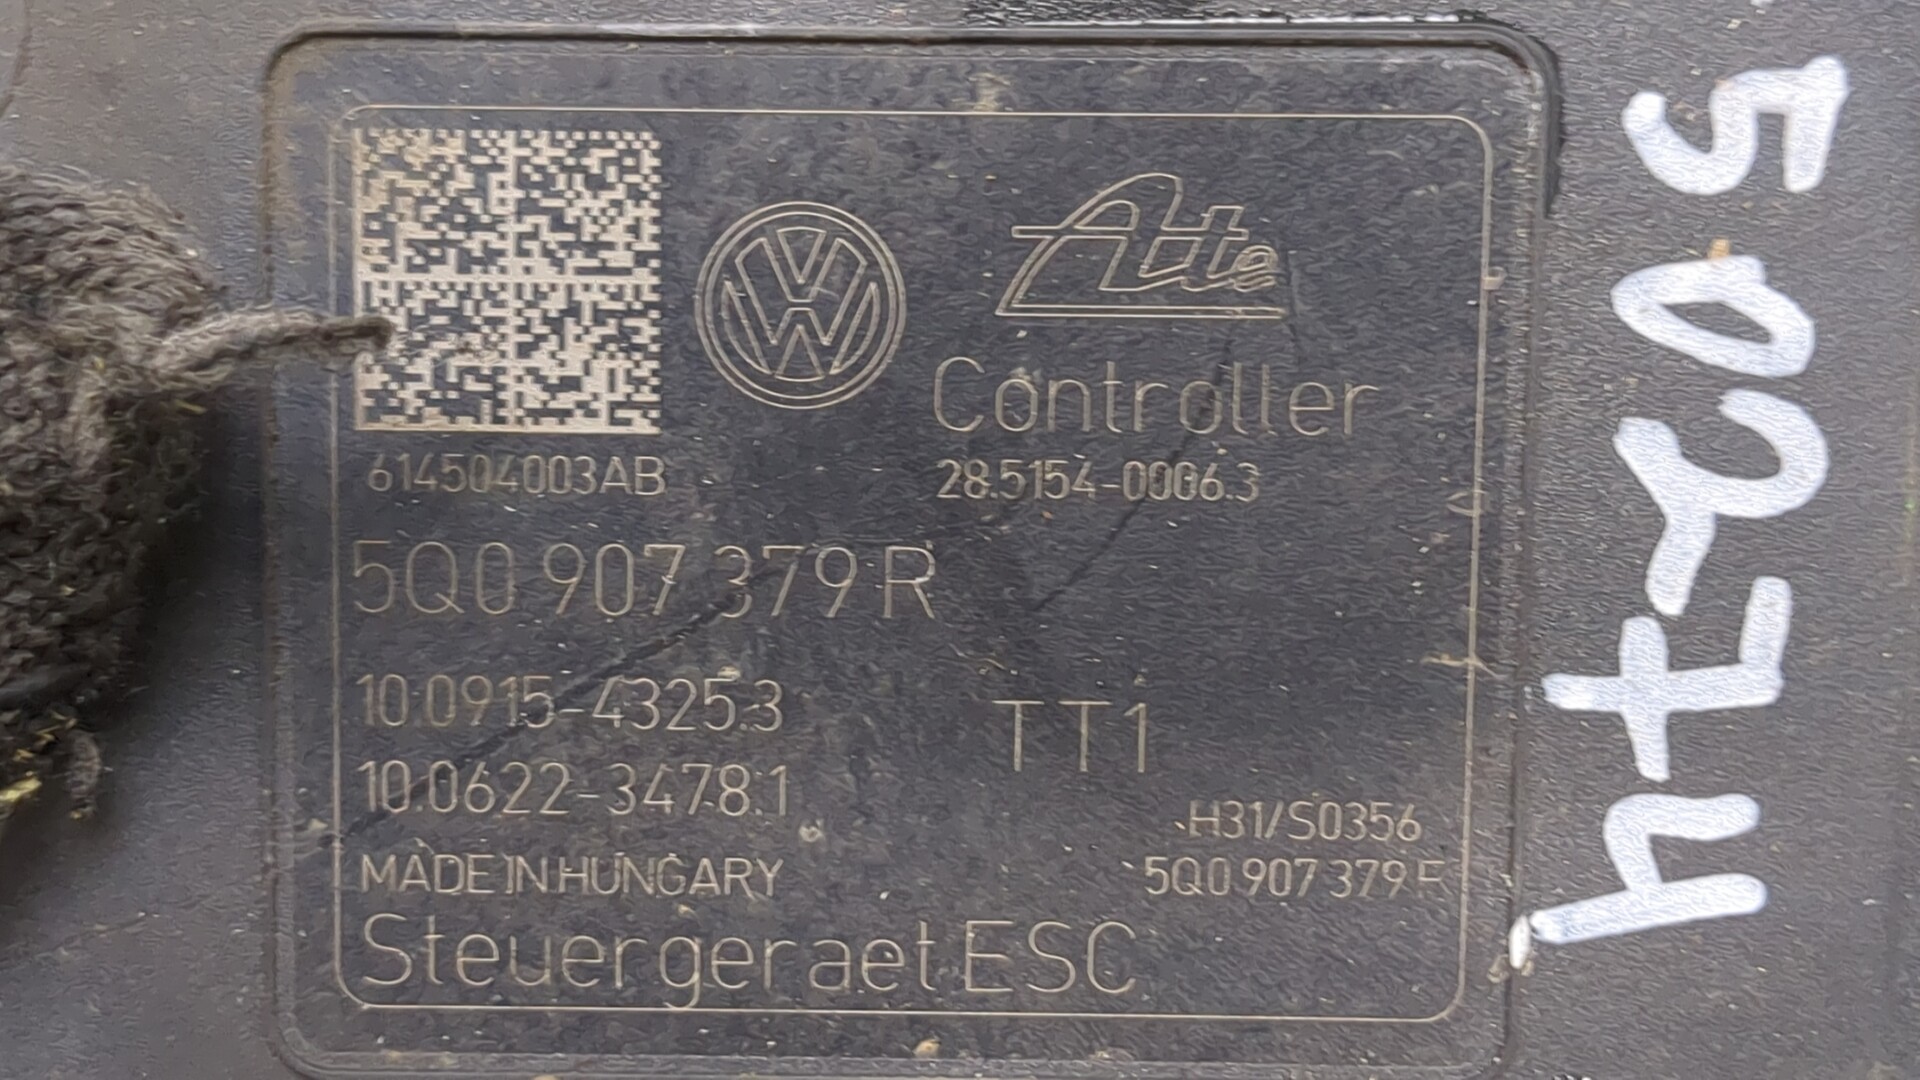 Ate
Controller
614504003AB
28.5154-0006.3
5Q0 907 379 R
10.0915-4325.3
TT1
10.0622-3478.1
H31/S0356
MADE IN HUNGARY
5Q0 907 379 F
Steuergeraet ESC